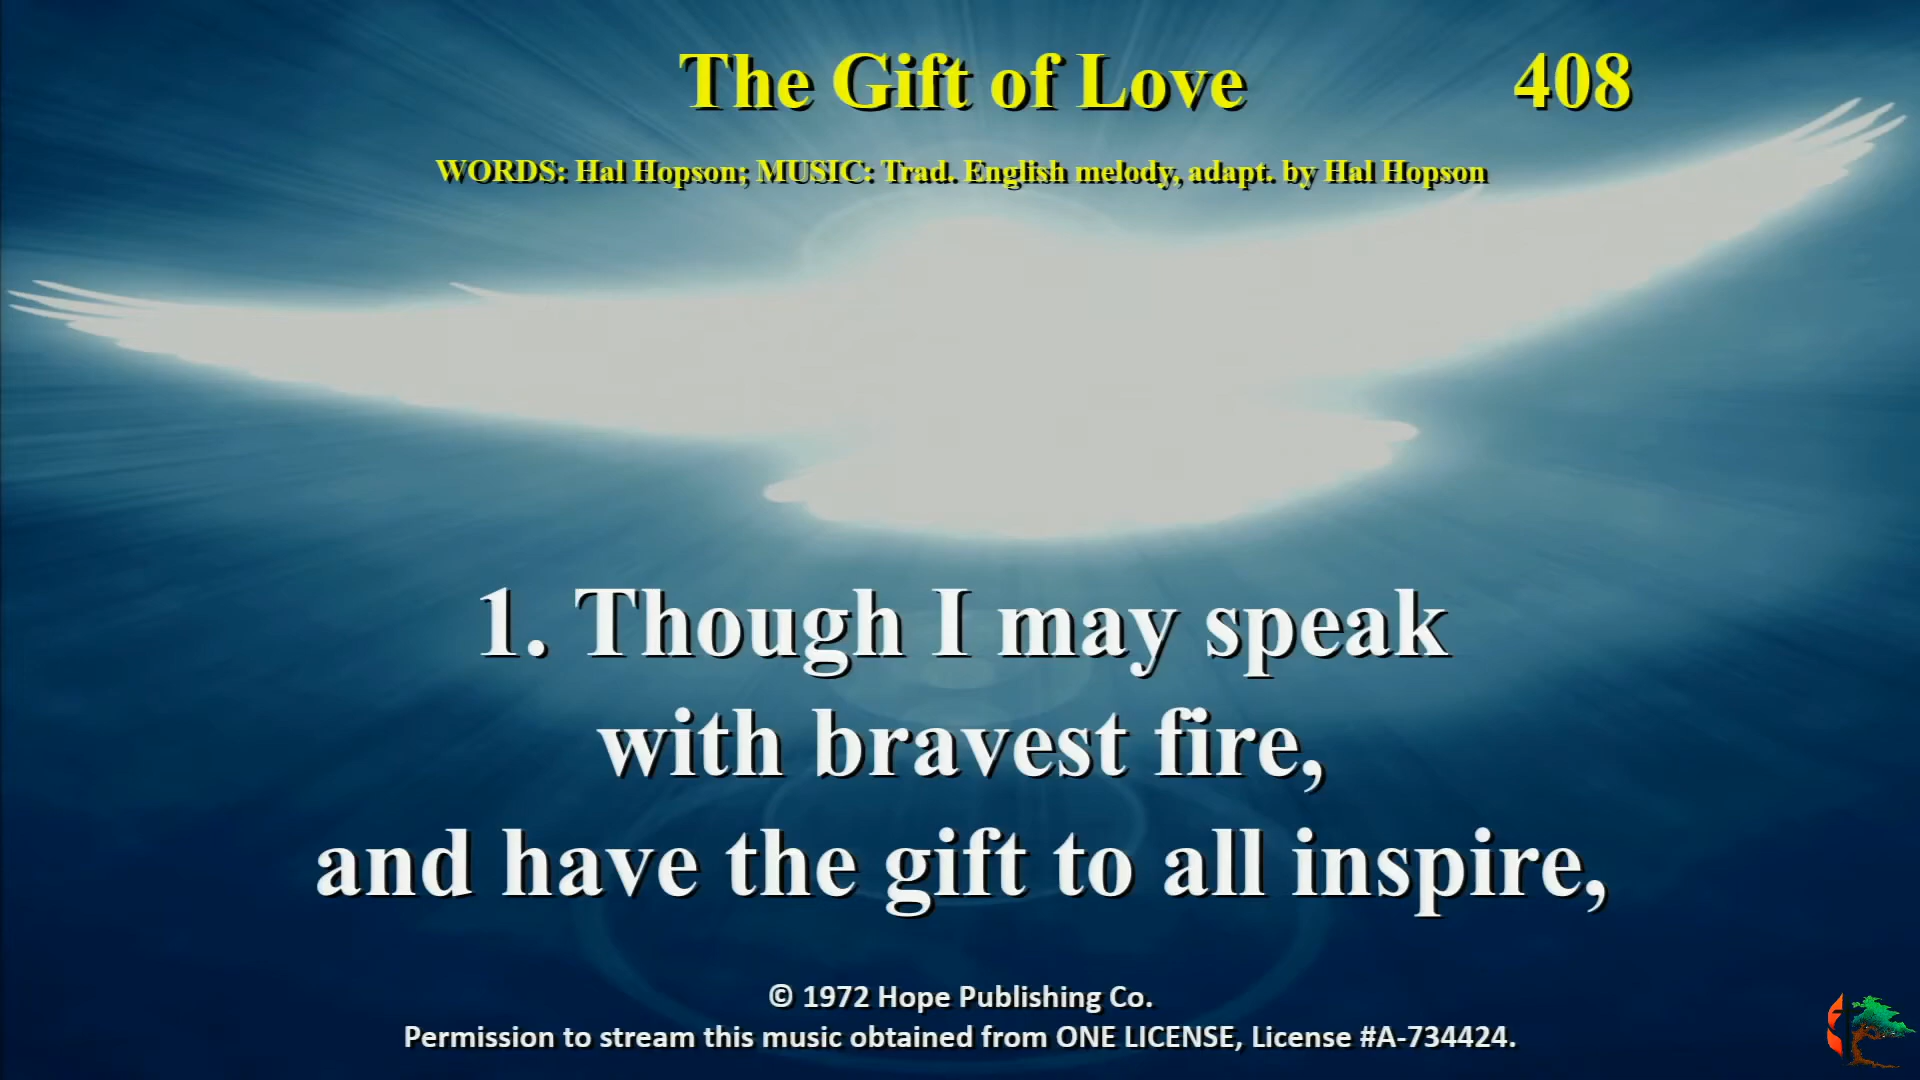 The Gift of Love 408
WORDS: Hal Hopson; MUSIC: Trad. English melody, adapt. by Hal Hopson
1. Though I may speak
with bravest fire,
and have the gift to all inspire,
© 1972 Hope Publishing Co.
Permission to stream this music obtained from ONE LICENSE, License #A-734424.